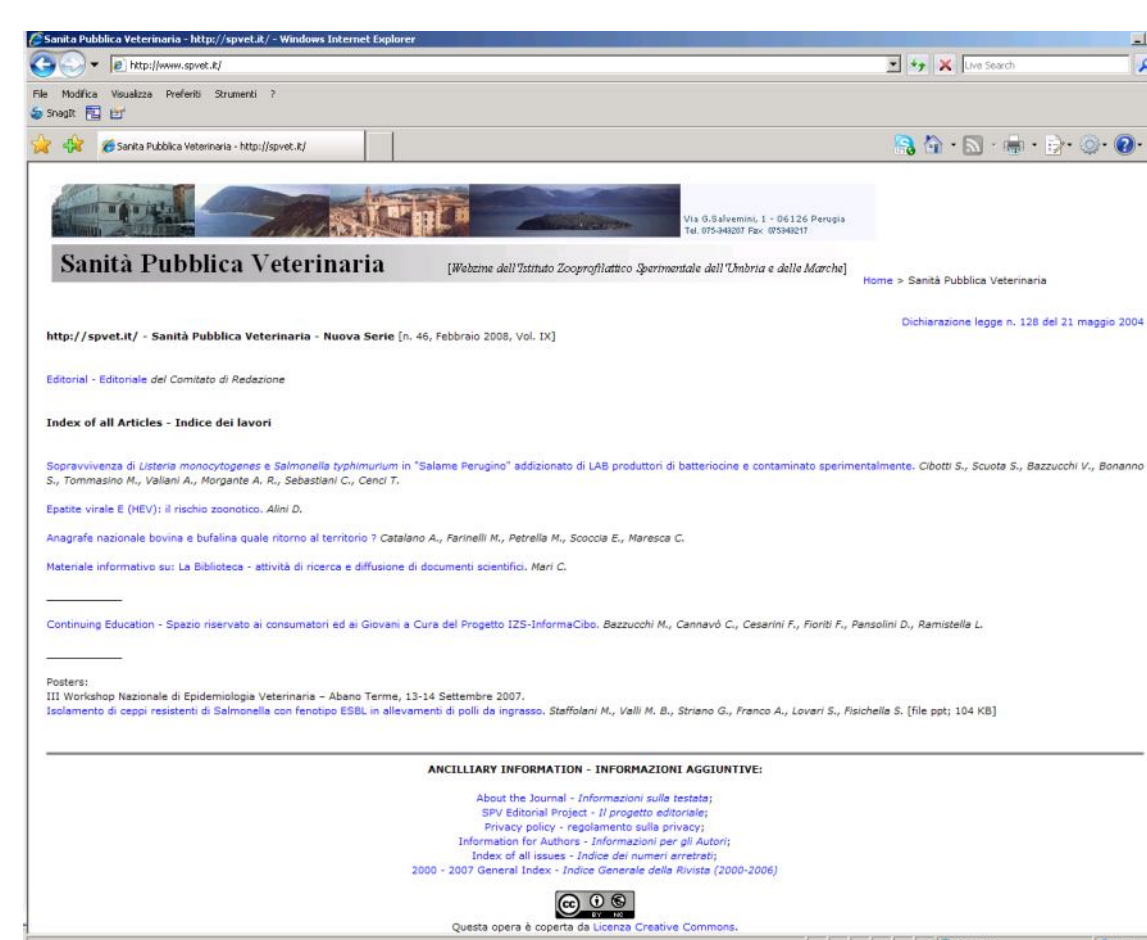 Sanita Pubblica Veterinaria - http://spvet.it/ - Windows Internet Explorer
http://www.spvet.it/
Live Search
File Modifica Visualizza Preferiti Strumenti ?
SnagIt
Sanita Pubblica Veterinaria - http://spvet.it/
Via G.Salvemini, 1 - 06126 Perugia
Tel. 075-343207 Fax: 075343217
Sanità Pubblica Veterinaria [Webzine dell'Istituto Zooprofilattico Sperimentale dell'Umbria e delle Marche]
Home > Sanità Pubblica Veterinaria
Dichiarazione legge n. 128 del 21 maggio 2004
http://spvet.it/ - Sanità Pubblica Veterinaria - Nuova Serie [n. 46, Febbraio 2008, Vol. IX]
Editorial - Editoriale del Comitato di Redazione
Index of all Articles - Indice dei lavori
Sopravvivenza di Listeria monocytogenes e Salmonella typhimurium in "Salame Perugino" addizionato di LAB produttori di batteriocine e contaminato sperimentalmente. Cibotti S., Scuota S., Bazzucchi V., Bonanno
S., Tommasino M., Valiani A., Morgante A. R., Sebastiani C., Cenci T.
Epatite virale E (HEV): il rischio zoonotico. Alini D.
Anagrafe nazionale bovina e bufalina quale ritorno al territorio ? Catalano A., Farinelli M., Petrella M., Scoccia E., Maresca C.
Materiale informativo su: La Biblioteca - attività di ricerca e diffusione di documenti scientifici. Mari C.
Continuing Education - Spazio riservato ai consumatori ed ai Giovani a Cura del Progetto IZS-InformaCibo. Bazzucchi M., Cannavò C., Cesarini F., Fioriti F., Pansolini D., Ramistella L.
Posters:
III Workshop Nazionale di Epidemiologia Veterinaria – Abano Terme, 13-14 Settembre 2007.
Isolamento di ceppi resistenti di Salmonella con fenotipo ESBL in allevamenti di polli da ingrasso. Staffolani M., Valli M. B., Striano G., Franco A., Lovari S., Fisichella S. [file ppt; 104 KB]
ANCILLIARY INFORMATION - INFORMAZIONI AGGIUNTIVE:
About the Journal - Informazioni sulla testata;
SPV Editorial Project - Il progetto editoriale;
Privacy policy - regolamento sulla privacy;
Information for Authors - Informazioni per gli Autori;
Index of all issues - Indice dei numeri arretrati;
2000 - 2007 General Index - Indice Generale della Rivista (2000-2006)
cc BY NC
Questa opera è coperta da Licenza Creative Commons.